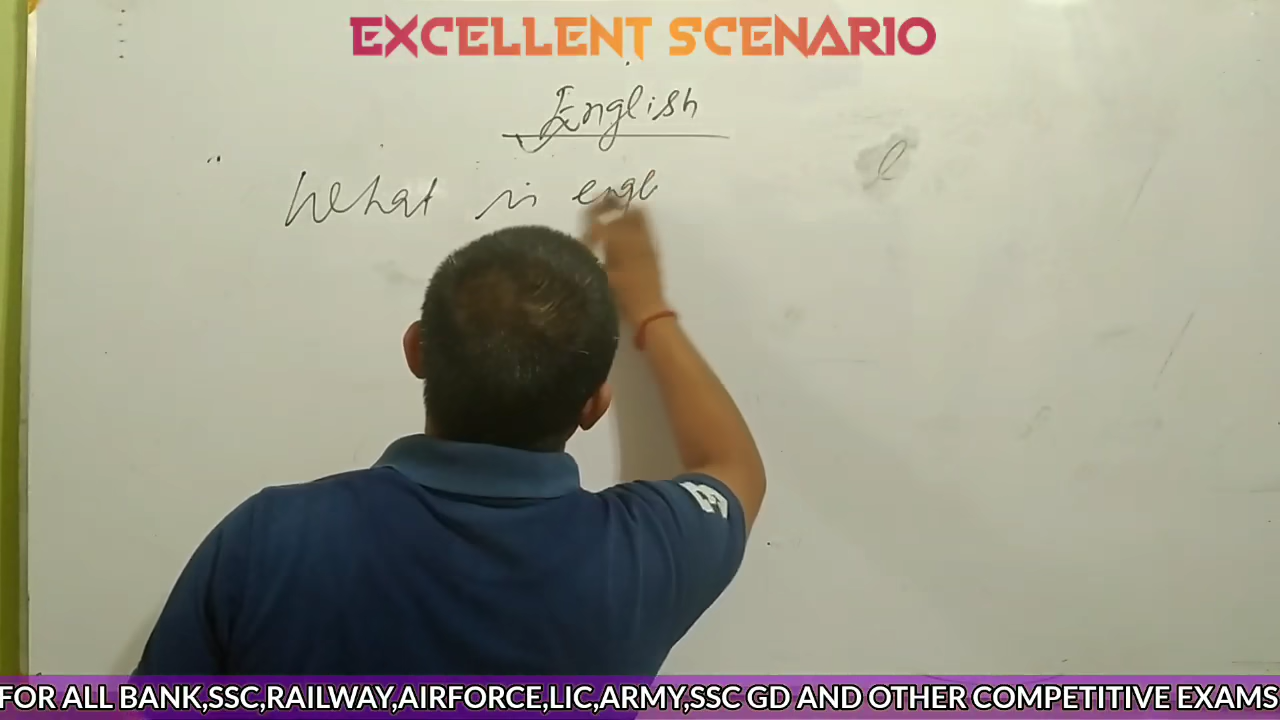 EXCELLENT SCENARIO
English
What is engl
FOR ALL BANK,SSC,RAILWAY,AIRFORCE,LIC,ARMY,SSC GD AND OTHER COMPETITIVE EXAMS